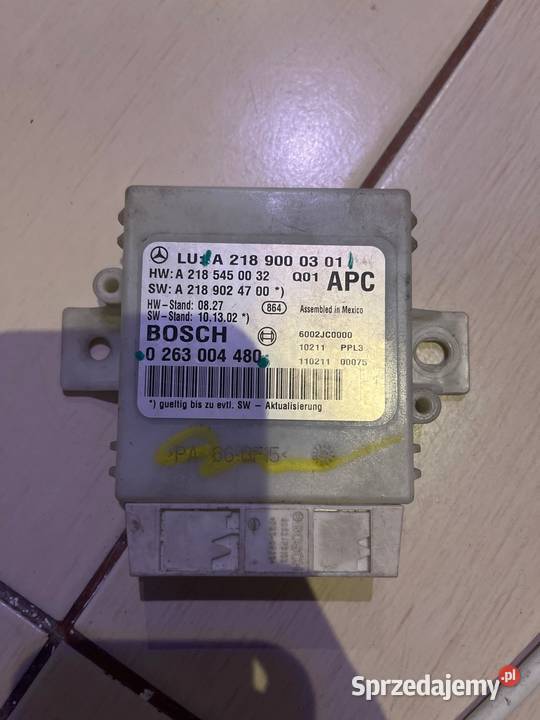 LU: A 218 900 03 01
HW: A 218 545 00 32 Q01 APC
SW: A 218 902 47 00 *)
HW-Stand: 08.27
SW-Stand: 10.13.02 *)
864 Assembled in Mexico
BOSCH
6002JC0000
0 263 004 480
10211 PPL3
110211 00075
*) gueltig bis zu evtl. SW - Aktualisierung
BOSCH
Sprzedajemy.pl